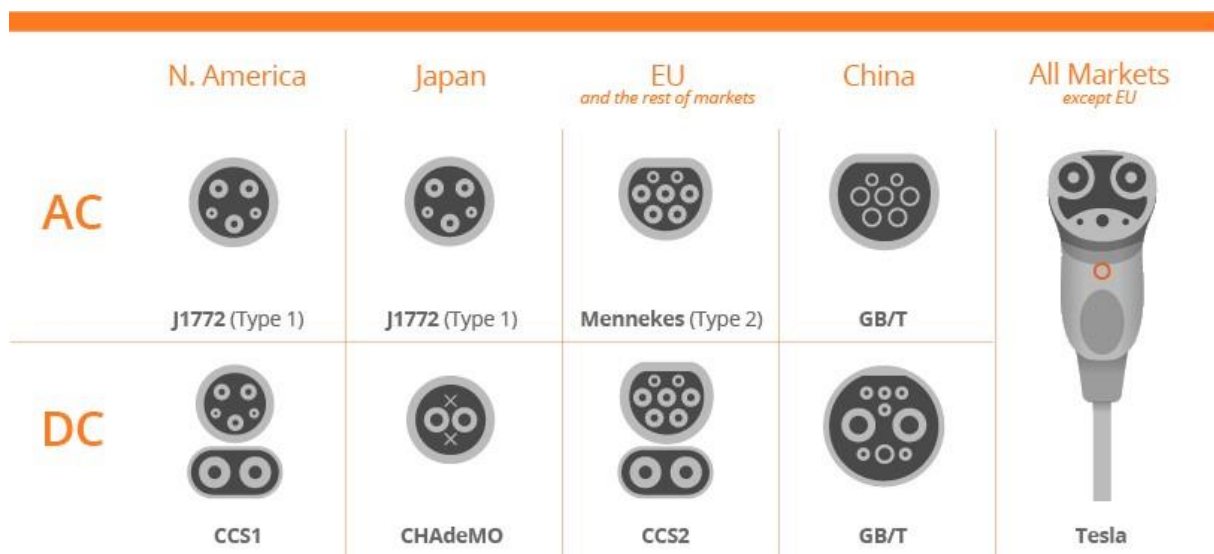 N. America
Japan
EU
and the rest of markets
China
All Markets
except EU
AC
J1772 (Type 1)
J1772 (Type 1)
Mennekes (Type 2)
GB/T
DC
CCS1
CHAdeMO
CCS2
GB/T
Tesla